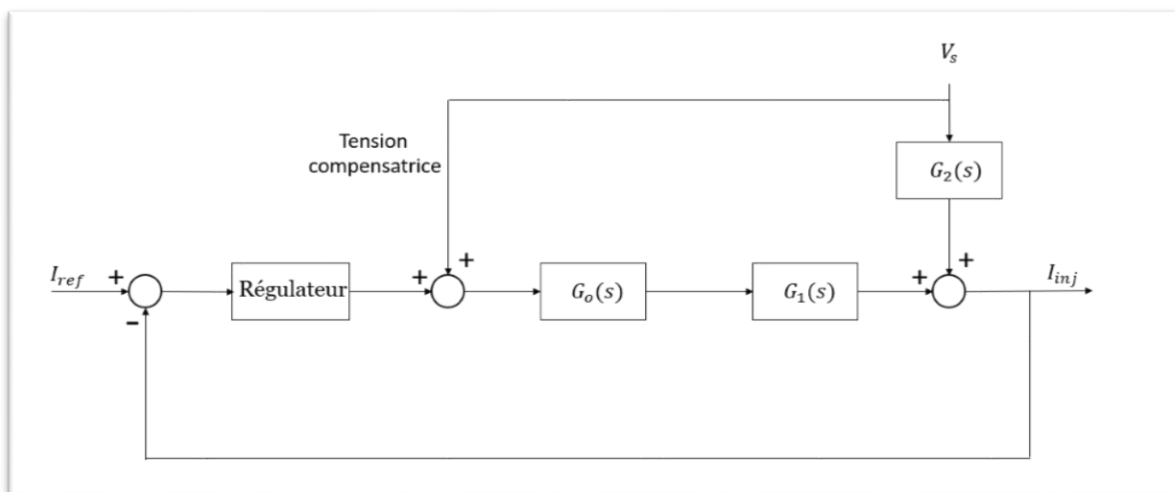 V_s
Tension
compensatrice
G_2(s)
+ +
I_ref + + + I_inj
Régulateur G_o(s) G_1(s)
-